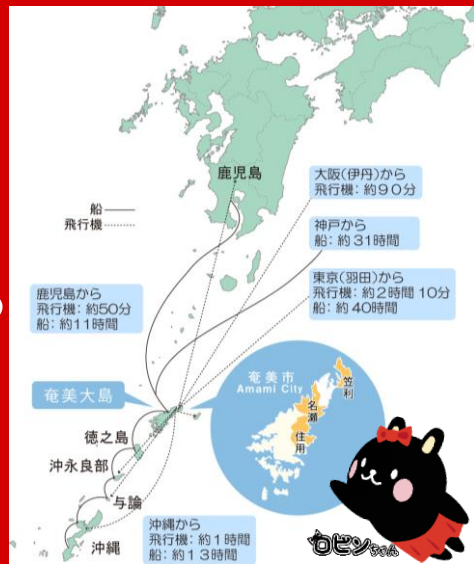 鹿児島
船
飛行機
大阪(伊丹)から
飛行機：約90分
神戸から
船：約31時間
東京(羽田)から
飛行機：約2時間10分
船：約40時間
鹿児島から
飛行機：約50分
船：約11時間
奄美大島
奄美市
Amami City
笠利
名瀬
住用
徳之島
沖永良部
与論
沖縄
沖縄から
飛行機：約1時間
船：約13時間
ロビンちゃん